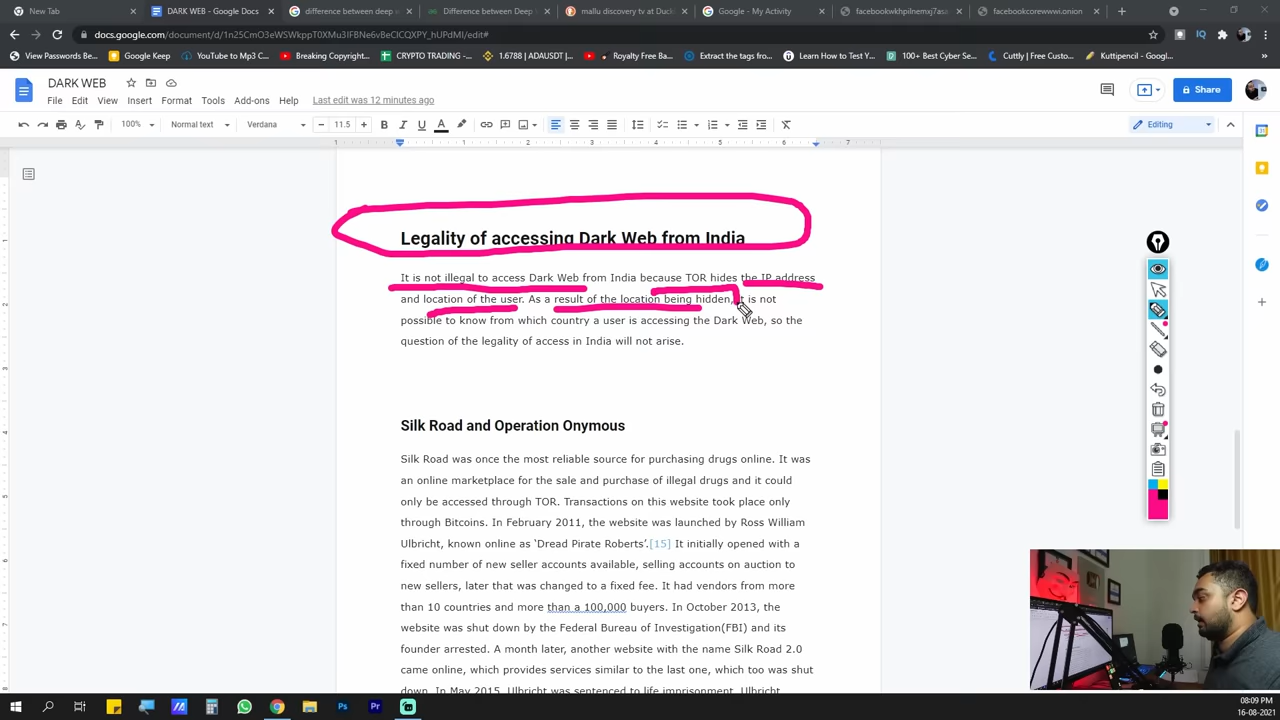 New Tab
DARK WEB - Google Docs
difference between deep
Difference between Deep
mallu discovery tv at Duck
Google - My Activity
facebookwkhpilnemxj7asa
facebookcorewwwi.onion
docs.google.com/document/d/1n25CmO3eWSWkppT0XMu3IFBNe6vBeClCQXPY_hUPdMI/edit#
View Passwords Be...
Google Keep
YouTube to Mp3 C...
Breaking Copyright...
CRYPTO TRADING -...
1.6788 | ADAUSDT |...
Royalty Free Ba...
Extract the tags fro...
Learn How to Test Y...
100+ Best Cyber Se...
Cuttly | Free Custo...
Kuttipencil - Googl...
DARK WEB
File Edit View Insert Format Tools Add-ons Help Last edit was 12 minutes ago
Share
100% Normal text Verdana 11.5 Editing
Legality of accessing Dark Web from India
It is not illegal to access Dark Web from India because TOR hides the IP address
and location of the user. As a result of the location being hidden, it is not
possible to know from which country a user is accessing the Dark Web, so the
question of the legality of access in India will not arise.
Silk Road and Operation Onymous
Silk Road was once the most reliable source for purchasing drugs online. It was
an online marketplace for the sale and purchase of illegal drugs and it could
only be accessed through TOR. Transactions on this website took place only
through Bitcoins. In February 2011, the website was launched by Ross William
Ulbricht, known online as ‘Dread Pirate Roberts’.[15] It initially opened with a
fixed number of new seller accounts available, selling accounts on auction to
new sellers, later that was changed to a fixed fee. It had vendors from more
than 10 countries and more than a 100,000 buyers. In October 2013, the
website was shut down by the Federal Bureau of Investigation(FBI) and its
founder arrested. A month later, another website with the name Silk Road 2.0
came online, which provides services similar to the last one, which too was shut
down. In May 2015, Ulbricht was sentenced to life imprisonment. Ulbricht
08:09 PM
16-08-2021